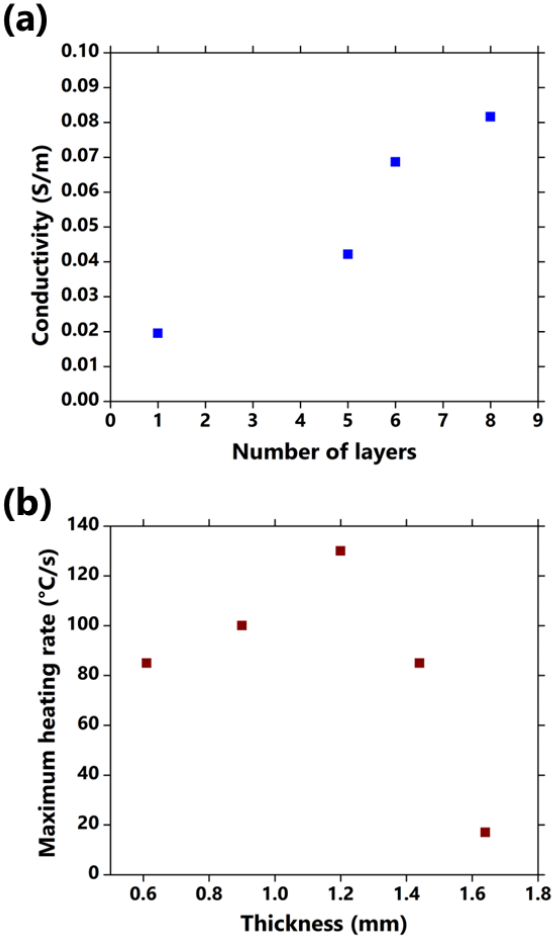 (a)
0.10
0.09
0.08
0.07
0.06
0.05
0.04
0.03
0.02
0.01
0.00
Conductivity (S/m)
0 1 2 3 4 5 6 7 8 9
Number of layers
(b)
140
120
100
80
60
40
20
0
Maximum heating rate (°C/s)
0.6 0.8 1.0 1.2 1.4 1.6 1.8
Thickness (mm)